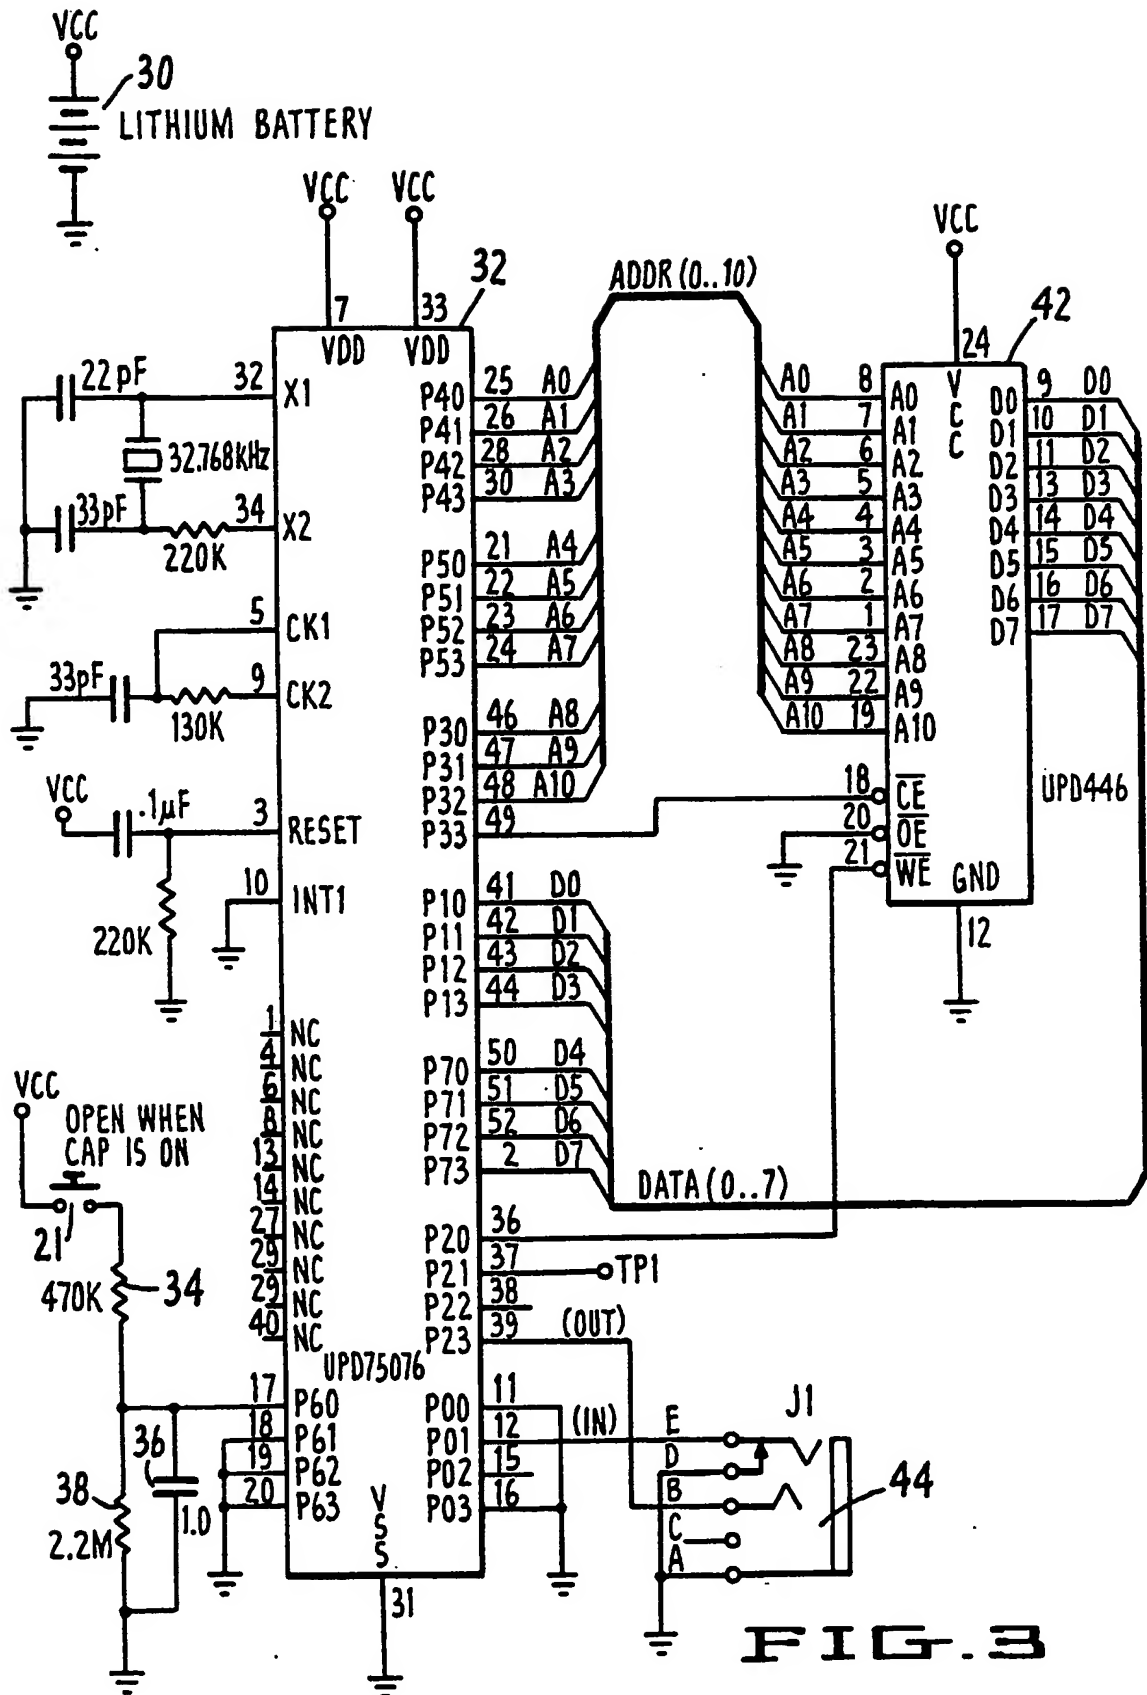 VCC
30
LITHIUM BATTERY
VCC VCC
7 33
32
VDD VDD
ADDR (0..10)
VCC
24
42
VCC
22pF
32 X1
32.768KHz
33pF
34 X2
220K
5 CK1
33pF
9 CK2
130K
VCC
.1µF
3 RESET
10 INT1
220K
1 NC
4 NC
6 NC
8 NC
13 NC
14 NC
27 NC
29 NC
29 NC
40 NC
UPD75076
VCC
OPEN WHEN
CAP IS ON
21
470K
34
17 P60
18 P61
19 P62
20 P63
36
1.0
38
2.2M
VSS
31
P40 25 A0
P41 26 A1
P42 28 A2
P43 30 A3
P50 21 A4
P51 22 A5
P52 23 A6
P53 24 A7
P30 46 A8
P31 47 A9
P32 48 A10
P33 49
P10 41 D0
P11 42 D1
P12 43 D2
P13 44 D3
P70 50 D4
P71 51 D5
P72 52 D6
P73 2 D7
DATA (0..7)
P20 36
P21 37 TP1
P22 38
P23 39 (OUT)
P00 11
P01 12 (IN)
P02 15
P03 16
A0 8 A0
A1 7 A1
A2 6 A2
A3 5 A3
A4 4 A4
A5 3 A5
A6 2 A6
A7 1 A7
A8 23 A8
A9 22 A9
A10 19 A10
18 CE
20 OE
21 WE
GND
12
UPD446
D0 9 D0
D1 10 D1
D2 11 D2
D3 13 D3
D4 14 D4
D5 15 D5
D6 16 D6
D7 17 D7
J1
E
D
B
C
A
44
FIG.3